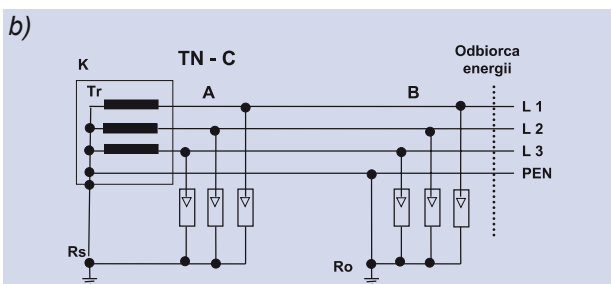 b)
TN - C
K
Odbiorca
energii
Tr
A
B
L 1
L 2
L 3
PEN
Rs
Ro